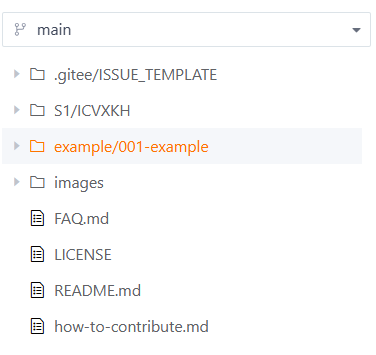 main
.gitee/ISSUE_TEMPLATE
S1/ICVXKH
example/001-example
images
FAQ.md
LICENSE
README.md
how-to-contribute.md